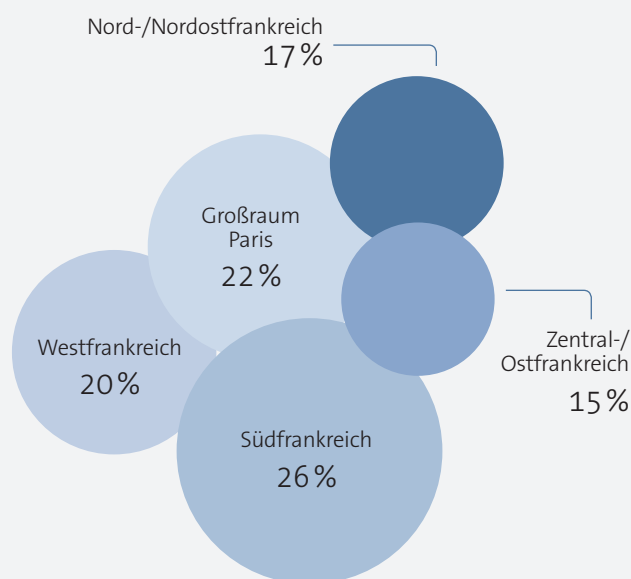 Nord-/Nordostfrankreich
17 %
Großraum
Paris
22 %
Westfrankreich
20 %
Zentral-/
Ostfrankreich
15 %
Südfrankreich
26 %